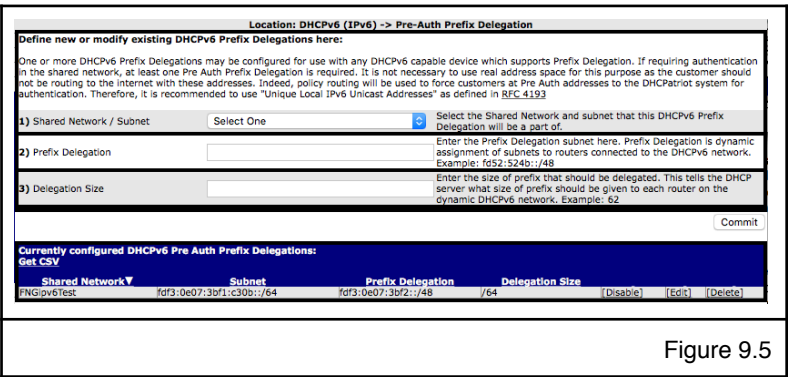 Location: DHCPv6 (IPv6) -> Pre-Auth Prefix Delegation
Define new or modify existing DHCPv6 Prefix Delegations here:
One or more DHCPv6 Prefix Delegations may be configured for use with any DHCPv6 capable device which supports Prefix Delegation. If requiring authentication
in the shared network, at least one Pre Auth Prefix Delegation is required. It is not necessary to use real address space for this purpose as the customer should
not be routing to the internet with these addresses. Indeed, policy routing will be used to force customers at Pre Auth addresses to the DHCPatriot system for
authentication. Therefore, it is recommended to use "Unique Local IPv6 Unicast Addresses" as defined in RFC 4193
1) Shared Network / Subnet Select One Select the Shared Network and subnet that this DHCPv6 Prefix
Delegation will be a part of.
2) Prefix Delegation Enter the Prefix Delegation subnet here. Prefix Delegation is dynamic
assignment of subnets to routers connected to the DHCPv6 network.
Example: fd52:524b::/48
3) Delegation Size Enter the size of prefix that should be delegated. This tells the DHCP
server what size of prefix should be given to each router on the
dynamic DHCPv6 network. Example: 62
Commit
Currently configured DHCPv6 Pre Auth Prefix Delegations:
Get CSV
Shared Network▼ Subnet Prefix Delegation Delegation Size
FNGipv6Test fdf3:0e07:3bf1:c30b::/64 fdf3:0e07:3bf2::/48 /64 [Disable] [Edit] [Delete]
Figure 9.5